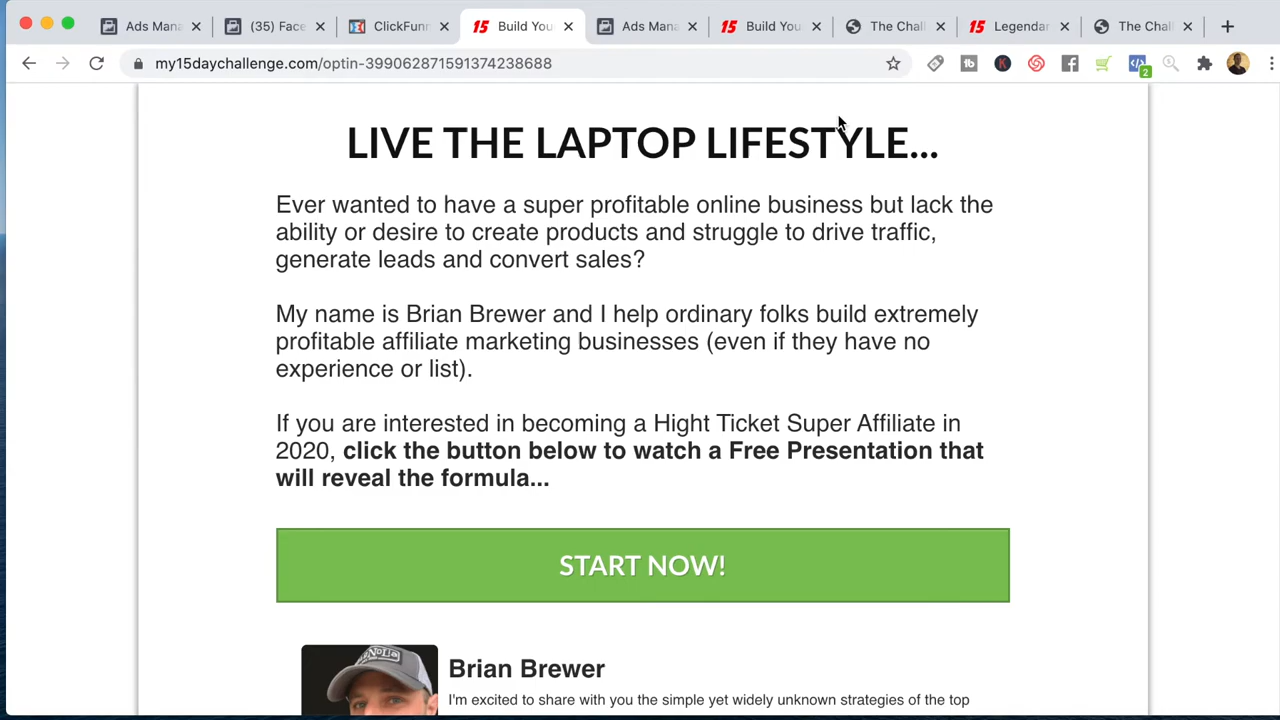 Ads Mana
(35) Face
ClickFunn
15 Build You
Ads Mana
15 Build You
The Chall
15 Legendar
The Chall
my15daychallenge.com/optin-399062871591374238688
tb
K
2
LIVE THE LAPTOP LIFESTYLE...
Ever wanted to have a super profitable online business but lack the
ability or desire to create products and struggle to drive traffic,
generate leads and convert sales?
My name is Brian Brewer and I help ordinary folks build extremely
profitable affiliate marketing businesses (even if they have no
experience or list).
If you are interested in becoming a Hight Ticket Super Affiliate in
2020, click the button below to watch a Free Presentation that
will reveal the formula...
START NOW!
Brian Brewer
I'm excited to share with you the simple yet widely unknown strategies of the top